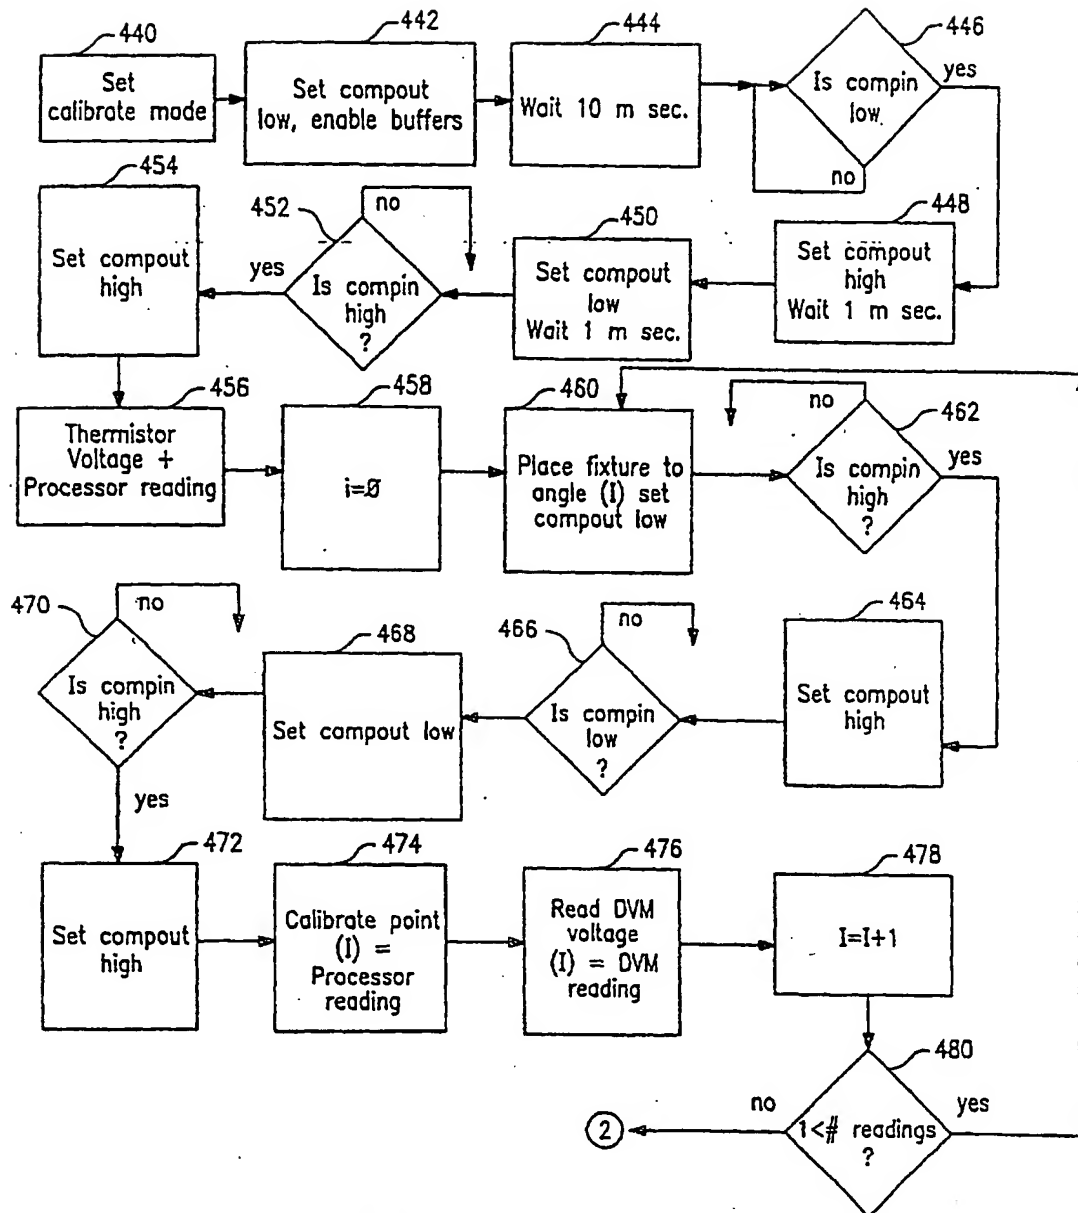 440
Set
calibrate mode
442
Set compout
low, enable buffers
444
Wait 10 m sec.
446
Is compin
low
yes
no
448
Set compout
high
Wait 1 m sec.
450
Set compout
low
Wait 1 m sec.
452
Is compin
high
?
no
yes
454
Set compout
high
456
Thermistor
Voltage +
Processor reading
458
i=0
460
Place fixture to
angle (I) set
compout low
462
Is compin
high
?
no
yes
464
Set compout
high
466
Is compin
low
?
no
468
Set compout low
470
Is compin
high
?
no
yes
472
Set compout
high
474
Calibrate point
(I) =
Processor
reading
476
Read DVM
voltage
(I) = DVM
reading
478
I=I+1
480
1<# readings
?
no
yes
2